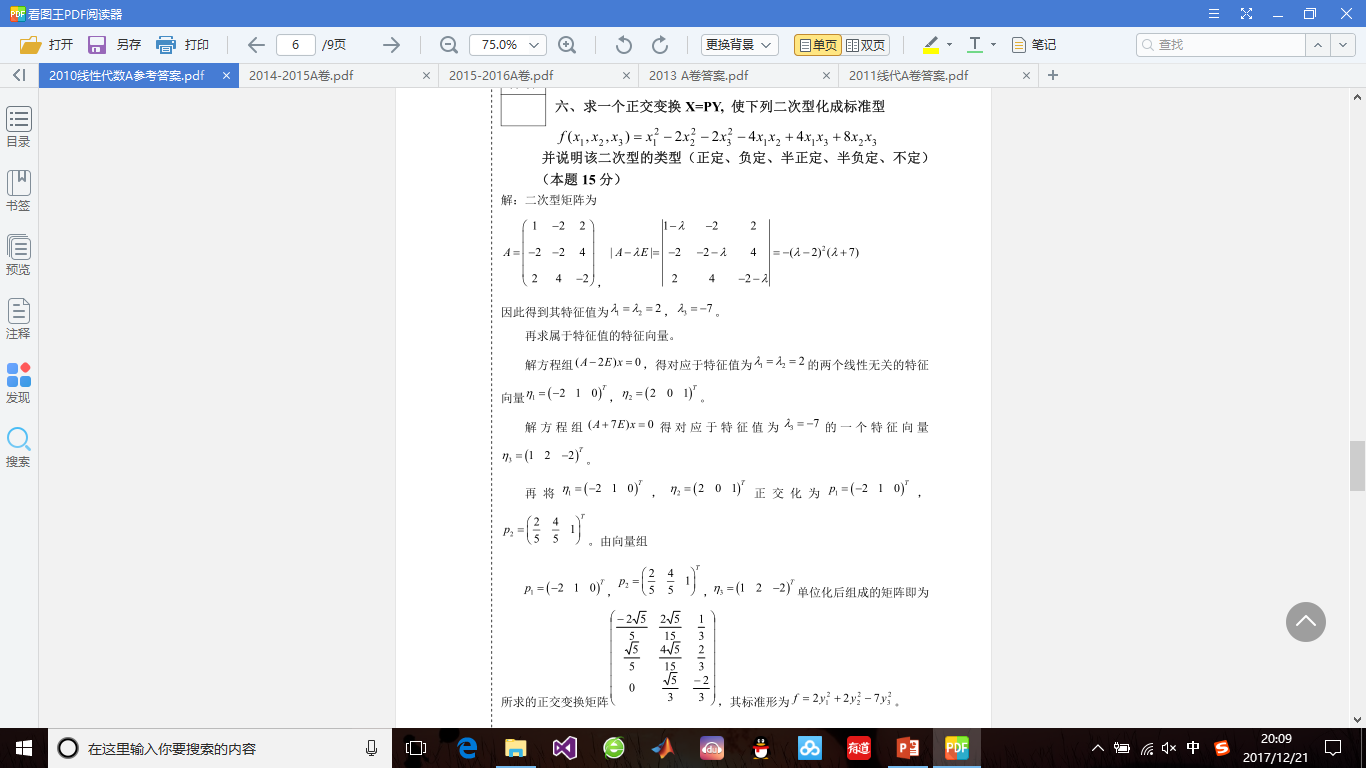 看图王PDF阅读器
打开 另存 打印 6 /9页 75.0% 更换背景 单页 双页 笔记 查找
2010线性代数A参考答案.pdf 2014-2015A卷.pdf 2015-2016A卷.pdf 2013 A卷答案.pdf 2011线代A卷答案.pdf
目录
书签
预览
注释
发现
搜索
六、求一个正交变换 X=PY, 使下列二次型化成标准型
f(x₁,x₂,x₃)=x₁²−2x₂²−2x₃²−4x₁x₂+4x₁x₃+8x₂x₃
并说明该二次型的类型（正定、负定、半正定、半负定、不定）
（本题 15 分）
解：二次型矩阵为
A=(1 −2 2; −2 −2 4; 2 4 −2), |A−λE|=|1−λ −2 2; −2 −2−λ 4; 2 4 −2−λ|=−(λ−2)²(λ+7)
因此得到其特征值为λ₁=λ₂=2，λ₃=−7。
再求属于特征值的特征向量。
解方程组(A−2E)x=0，得对应于特征值为λ₁=λ₂=2的两个线性无关的特征
向量η₁=(−2 1 0)ᵀ，η₂=(2 0 1)ᵀ。
解方程组(A+7E)x=0得对应于特征值为λ₃=−7的一个特征向量
η₃=(1 2 −2)ᵀ。
再将η₁=(−2 1 0)ᵀ，η₂=(2 0 1)ᵀ正交化为p₁=(−2 1 0)ᵀ，
p₂=(2/5 4/5 1)ᵀ。由向量组
p₁=(−2 1 0)ᵀ，p₂=(2/5 4/5 1)ᵀ，η₃=(1 2 −2)ᵀ单位化后组成的矩阵即为
所求的正交变换矩阵(−2√5/5 2√5/15 1/3; √5/5 4√5/15 2/3; 0 √5/3 −2/3)，其标准形为f=2y₁²+2y₂²−7y₃²。
在这里输入你要搜索的内容
中
20:09
2017/12/21